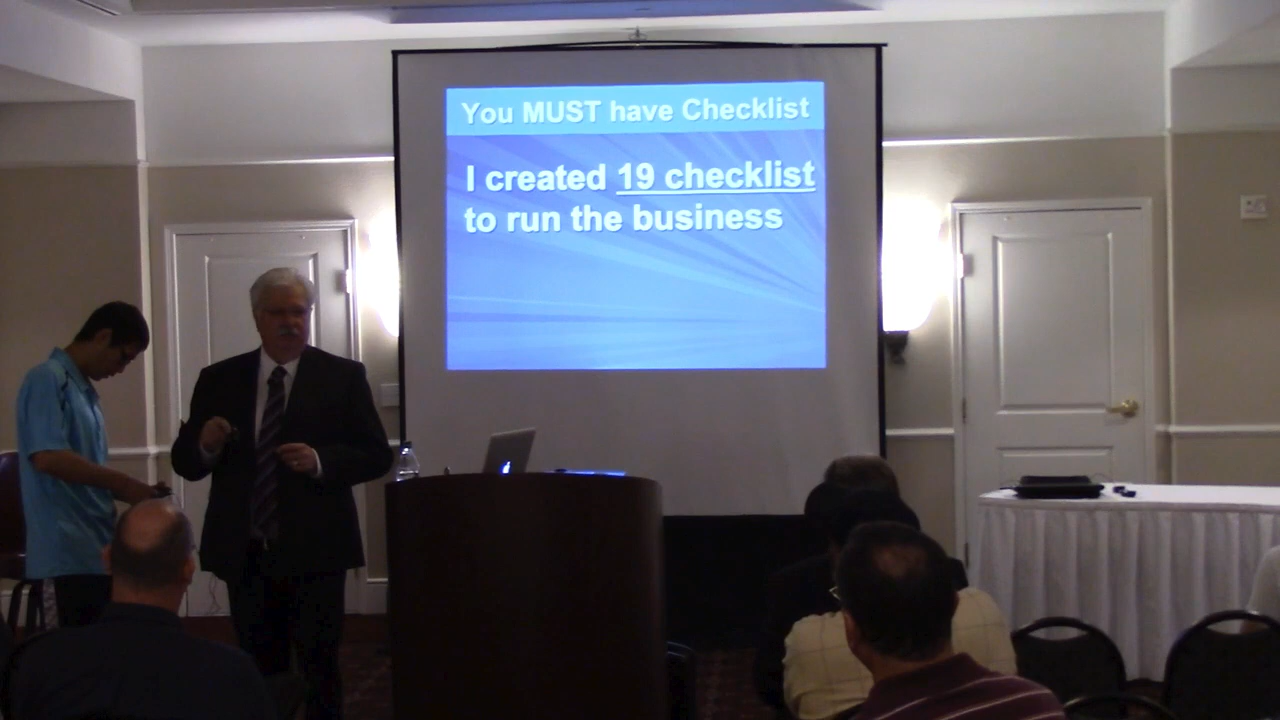 You MUST have Checklist
I created 19 checklist
to run the business